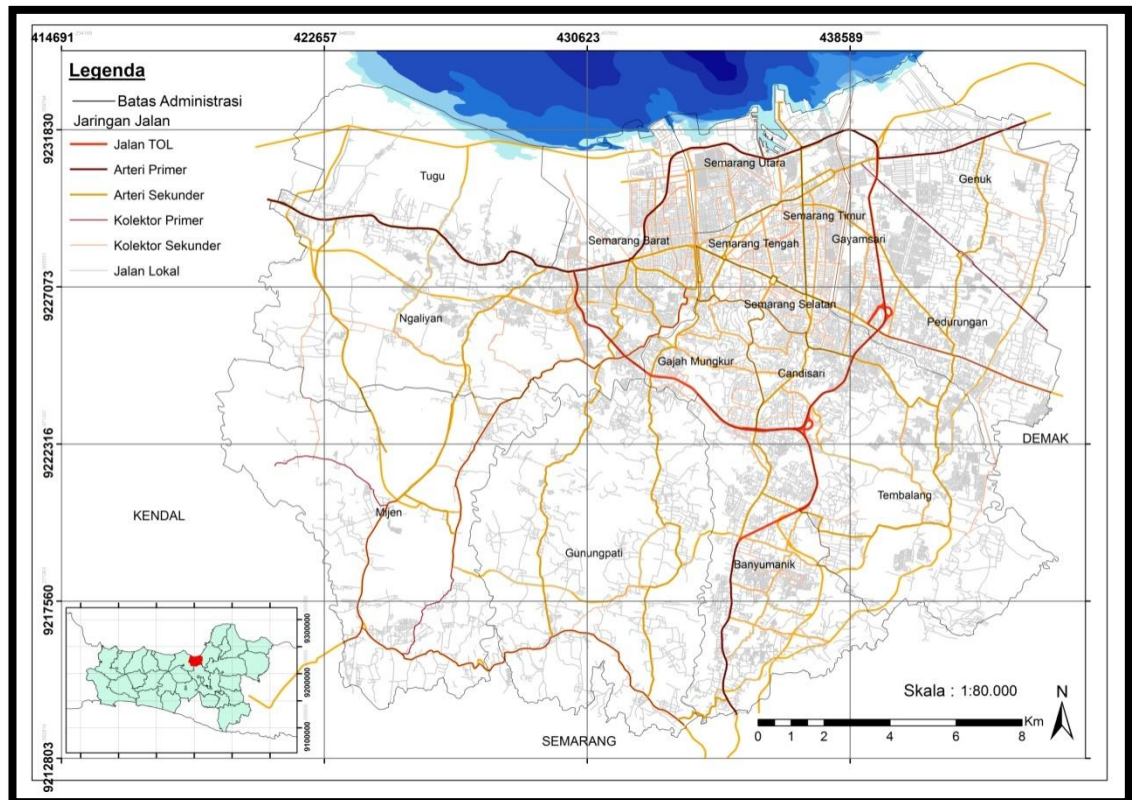 414691
422657
430623
438589
Legenda
Batas Administrasi
Jaringan Jalan
Jalan TOL
Arteri Primer
Arteri Sekunder
Kolektor Primer
Kolektor Sekunder
Jalan Lokal
9231830
9227073
9222316
9217560
9212803
Semarang Utara
Tugu
Genuk
Semarang Timur
Semarang Barat
Semarang Tengah
Gayamsari
Semarang Selatan
Ngaliyan
Pedurungan
Gajah Mungkur
Candisari
DEMAK
Tembalang
KENDAL
Mijen
Gunungpati
Banyumanik
9300000
9200000
9100000
Skala : 1:80.000
N
Km
0 1 2 4 6 8
SEMARANG